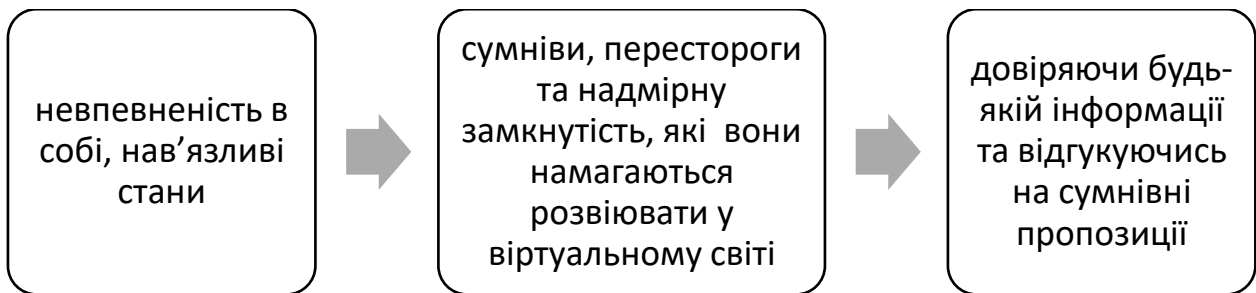 невпевненість в
собі, нав’язливі
стани
сумніви, перестороги
та надмірну
замкнутість, які вони
намагаються
розвіювати у
віртуальному світі
довіряючи будь-
якій інформації
та відгукуючись
на сумнівні
пропозиції